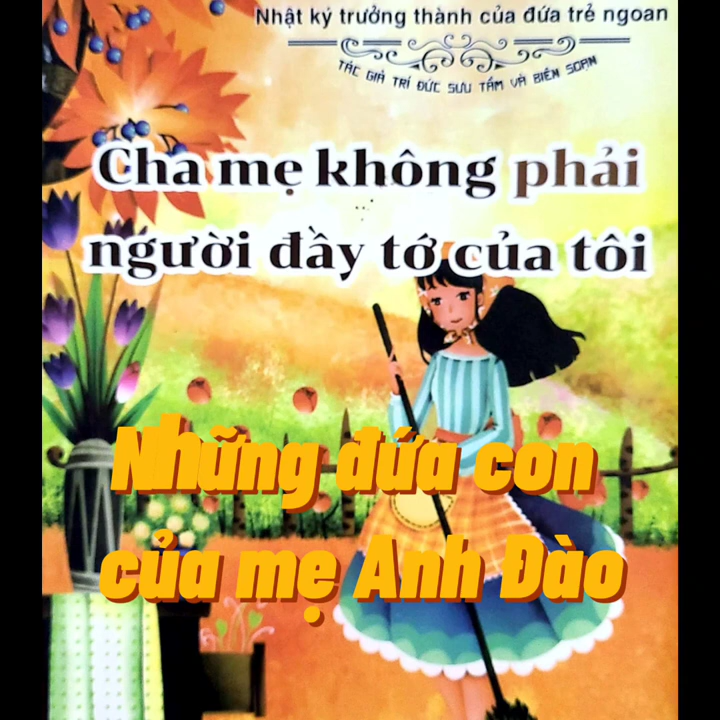 Nhật ký trưởng thành của đứa trẻ ngoan
TÁC GIẢ TRÍ ĐỨC SƯU TẦM VÀ BIÊN SOẠN
Cha mẹ không phải
người đầy tớ của tôi
Những đứa con
của mẹ Anh Đào